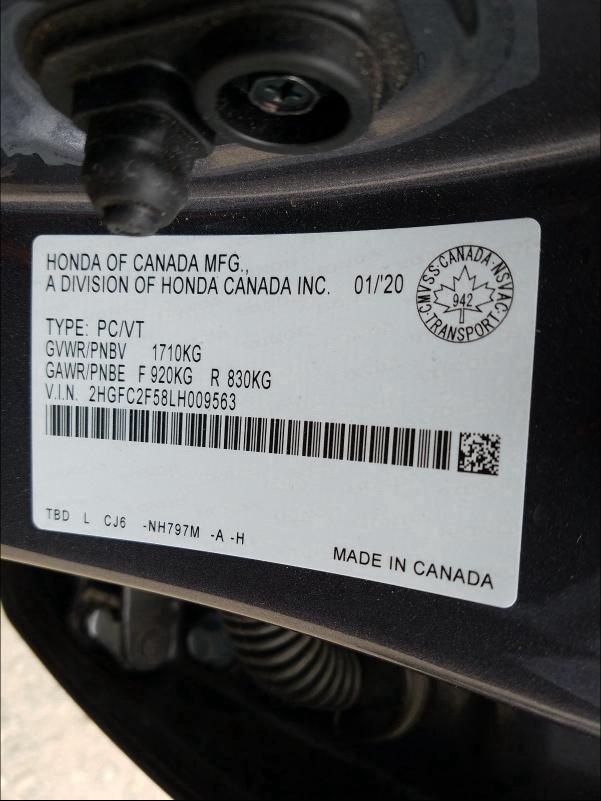 HONDA OF CANADA MFG.,
A DIVISION OF HONDA CANADA INC. 01/'20
CMVSS·CANADA·NSVAC·TRANSPORT·
942
TYPE: PC/VT
GVWR/PNBV 1710KG
GAWR/PNBE F 920KG R 830KG
V.I.N. 2HGFC2F58LH009563
TBD L CJ6 -NH797M -A -H
MADE IN CANADA